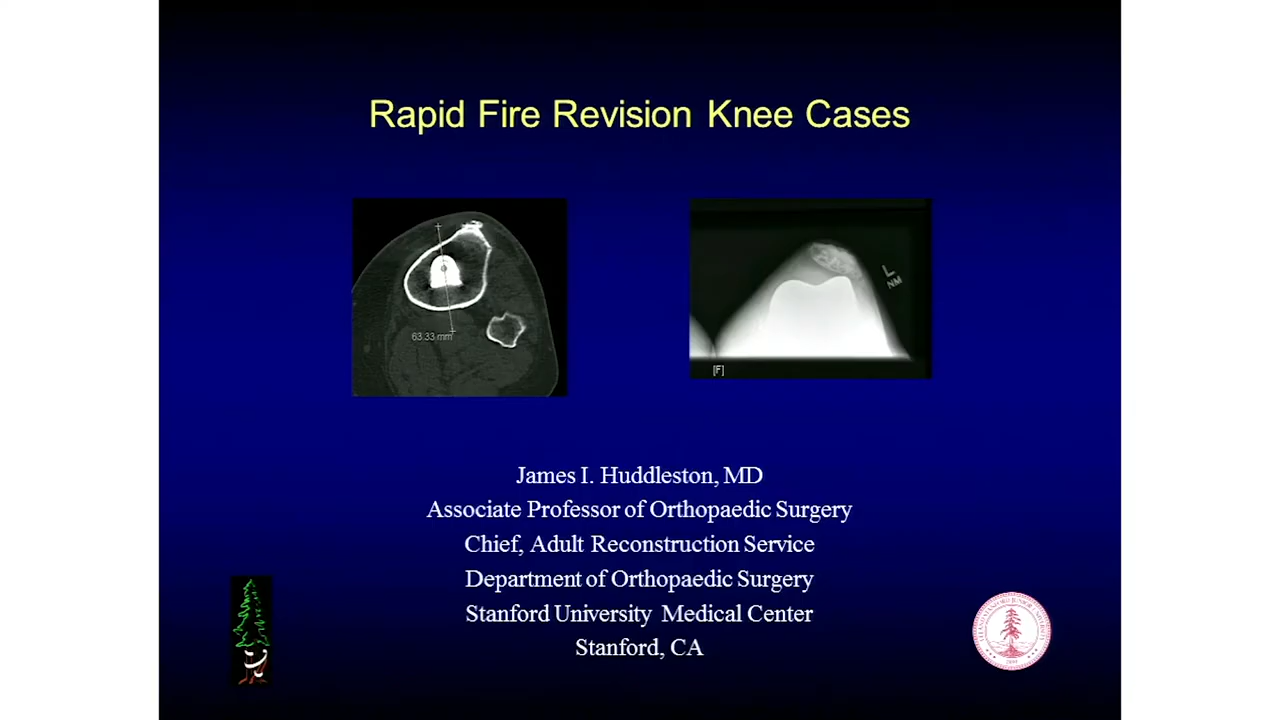 Rapid Fire Revision Knee Cases
63.33 mm
L
NM
[F]
James I. Huddleston, MD
Associate Professor of Orthopaedic Surgery
Chief, Adult Reconstruction Service
Department of Orthopaedic Surgery
Stanford University Medical Center
Stanford, CA